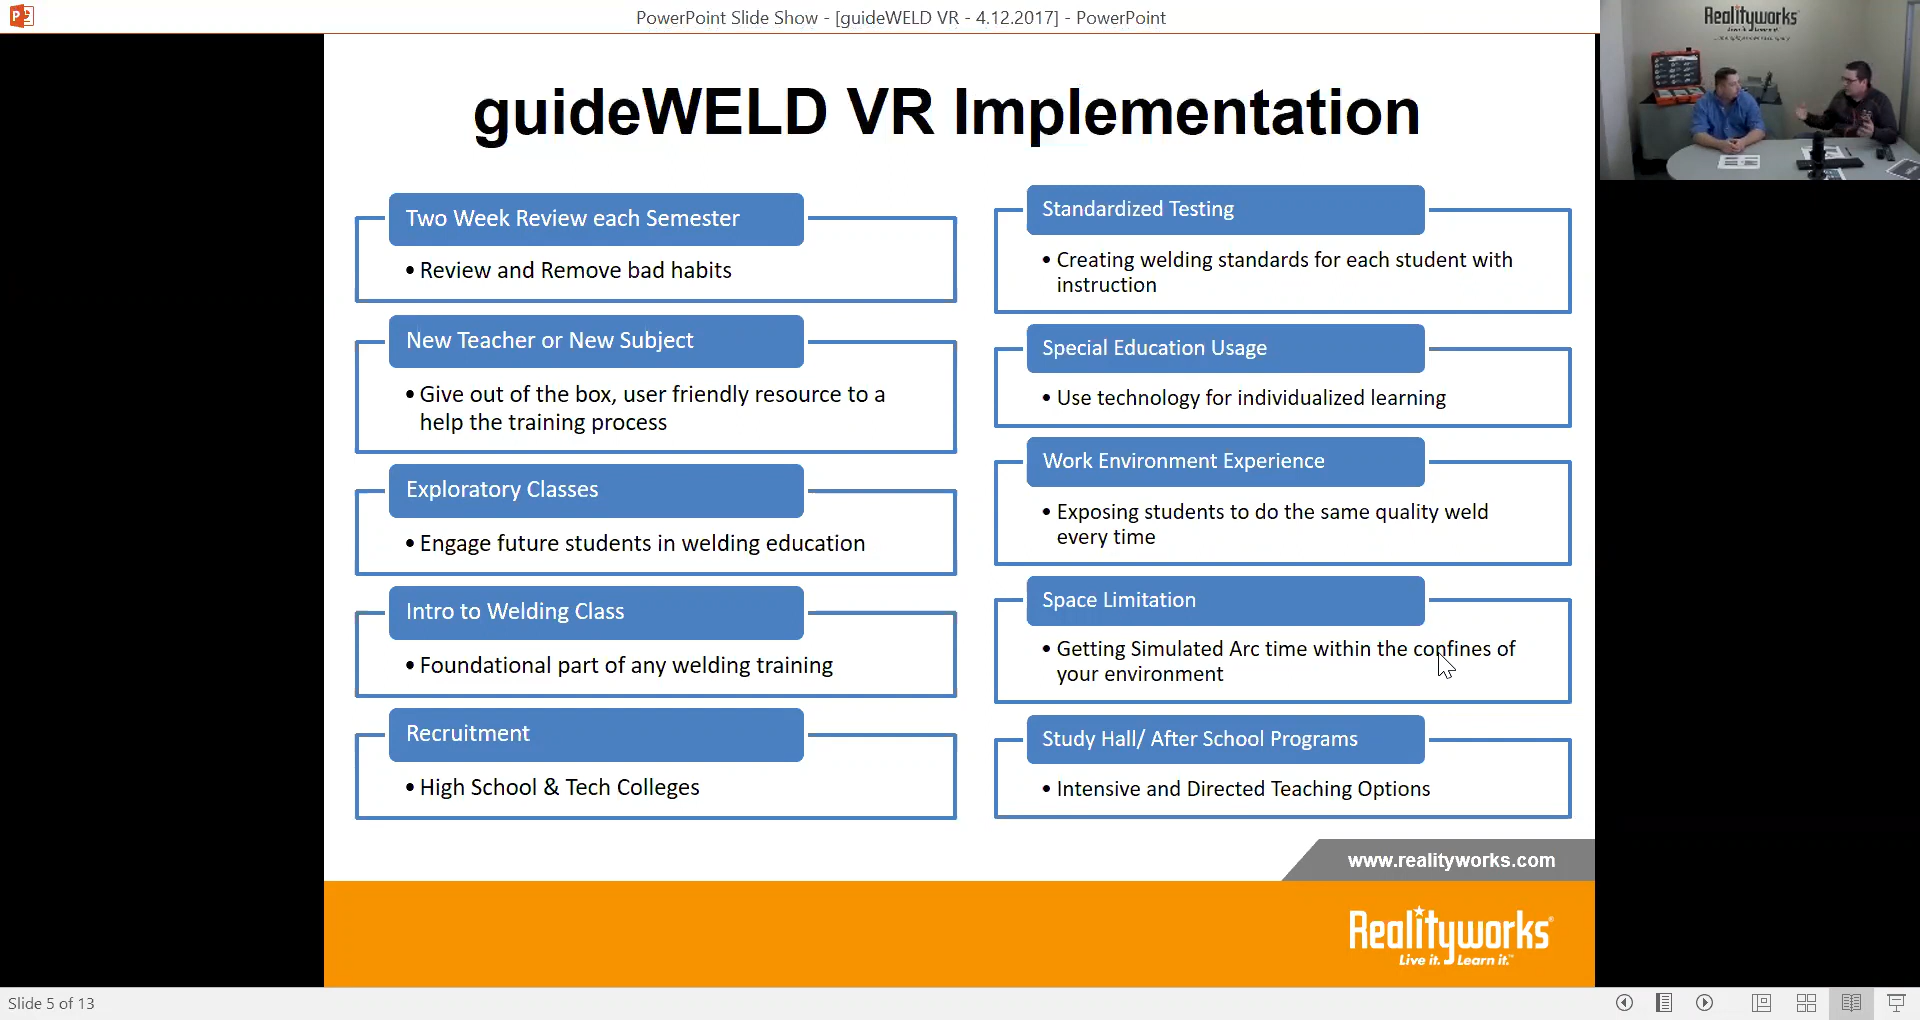 PowerPoint Slide Show - [guideWELD VR - 4.12.2017] - PowerPoint
Realityworks
guideWELD VR Implementation
Two Week Review each Semester
• Review and Remove bad habits
New Teacher or New Subject
• Give out of the box, user friendly resource to a
help the training process
Exploratory Classes
• Engage future students in welding education
Intro to Welding Class
• Foundational part of any welding training
Recruitment
• High School & Tech Colleges
Standardized Testing
• Creating welding standards for each student with
instruction
Special Education Usage
• Use technology for individualized learning
Work Environment Experience
• Exposing students to do the same quality weld
every time
Space Limitation
• Getting Simulated Arc time within the confines of
your environment
Study Hall/ After School Programs
• Intensive and Directed Teaching Options
www.realityworks.com
Realityworks®
Live it. Learn it.™
Slide 5 of 13